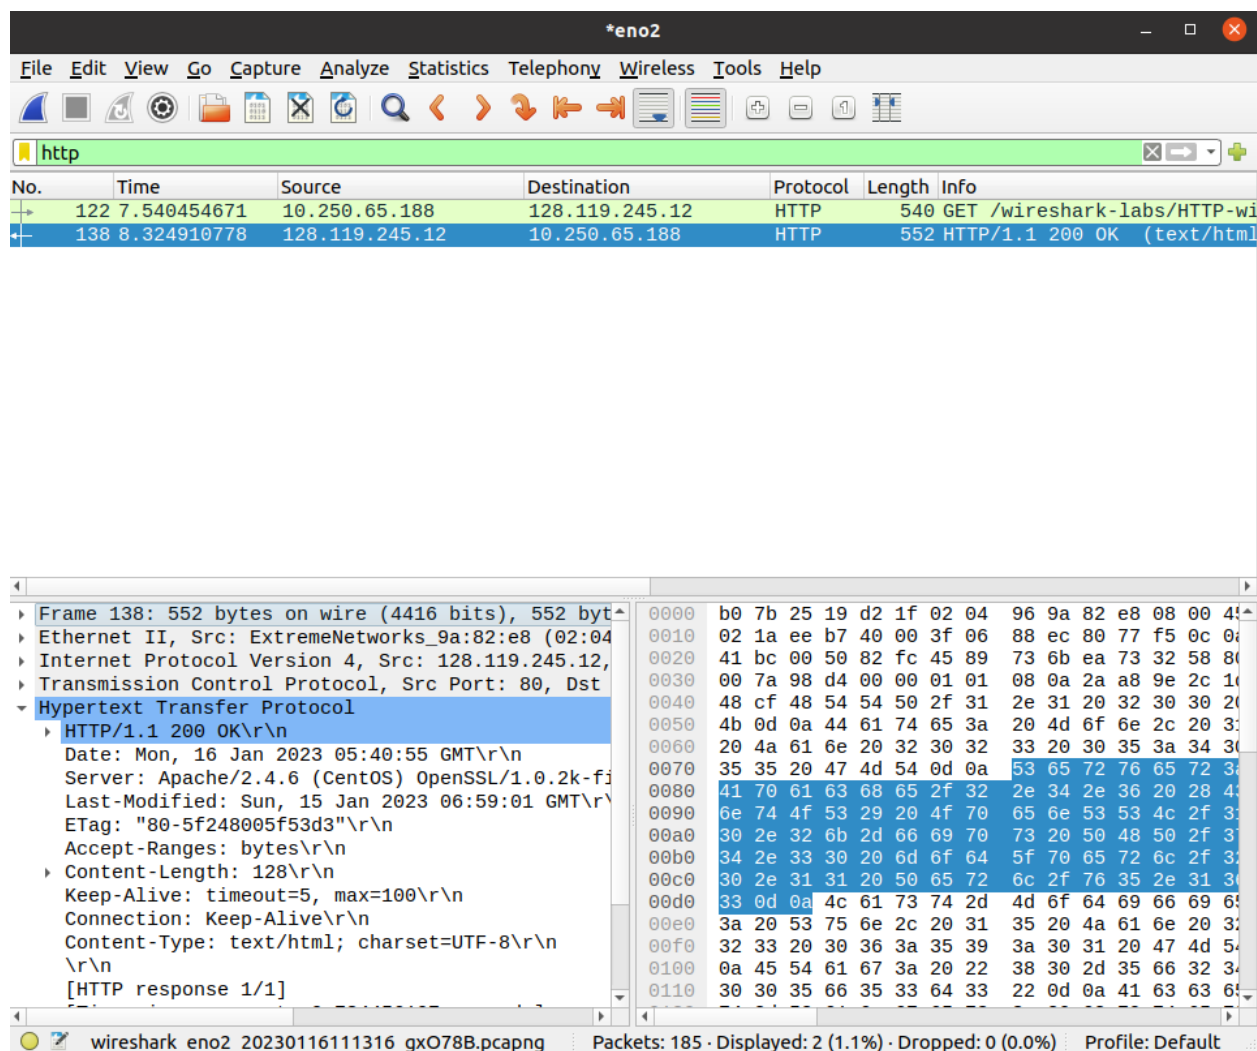 *eno2
File Edit View Go Capture Analyze Statistics Telephony Wireless Tools Help
http
No. Time Source Destination Protocol Length Info
122 7.540454671 10.250.65.188 128.119.245.12 HTTP 540 GET /wireshark-labs/HTTP-wi
138 8.324910778 128.119.245.12 10.250.65.188 HTTP 552 HTTP/1.1 200 OK (text/html
Frame 138: 552 bytes on wire (4416 bits), 552 byt
Ethernet II, Src: ExtremeNetworks_9a:82:e8 (02:04
Internet Protocol Version 4, Src: 128.119.245.12,
Transmission Control Protocol, Src Port: 80, Dst
Hypertext Transfer Protocol
HTTP/1.1 200 OK\r\n
Date: Mon, 16 Jan 2023 05:40:55 GMT\r\n
Server: Apache/2.4.6 (CentOS) OpenSSL/1.0.2k-fi
Last-Modified: Sun, 15 Jan 2023 06:59:01 GMT\r\
ETag: "80-5f248005f53d3"\r\n
Accept-Ranges: bytes\r\n
Content-Length: 128\r\n
Keep-Alive: timeout=5, max=100\r\n
Connection: Keep-Alive\r\n
Content-Type: text/html; charset=UTF-8\r\n
\r\n
[HTTP response 1/1]
0000 b0 7b 25 19 d2 1f 02 04 96 9a 82 e8 08 00 45
0010 02 1a ee b7 40 00 3f 06 88 ec 80 77 f5 0c 0a
0020 41 bc 00 50 82 fc 45 89 73 6b ea 73 32 58 80
0030 00 7a 98 d4 00 00 01 01 08 0a 2a a8 9e 2c 1
0040 48 cf 48 54 54 50 2f 31 2e 31 20 32 30 30 20
0050 4b 0d 0a 44 61 74 65 3a 20 4d 6f 6e 2c 20 31
0060 20 4a 61 6e 20 32 30 32 33 20 30 35 3a 34 30
0070 35 35 20 47 4d 54 0d 0a 53 65 72 76 65 72 3a
0080 41 70 61 63 68 65 2f 32 2e 34 2e 36 20 28 43
0090 6e 74 4f 53 29 20 4f 70 65 6e 53 53 4c 2f 31
00a0 30 2e 32 6b 2d 66 69 70 73 20 50 48 50 2f 37
00b0 34 2e 33 30 20 6d 6f 64 5f 70 65 72 6c 2f 32
00c0 30 2e 31 31 20 50 65 72 6c 2f 76 35 2e 31 36
00d0 33 0d 0a 4c 61 73 74 2d 4d 6f 64 69 66 69 65
00e0 3a 20 53 75 6e 2c 20 31 35 20 4a 61 6e 20 32
00f0 32 33 20 30 36 3a 35 39 3a 30 31 20 47 4d 54
0100 0a 45 54 61 67 3a 20 22 38 30 2d 35 66 32 34
0110 30 30 35 66 35 33 64 33 22 0d 0a 41 63 63 65
wireshark_eno2_20230116111316_gxO78B.pcapng Packets: 185 · Displayed: 2 (1.1%) · Dropped: 0 (0.0%) Profile: Default